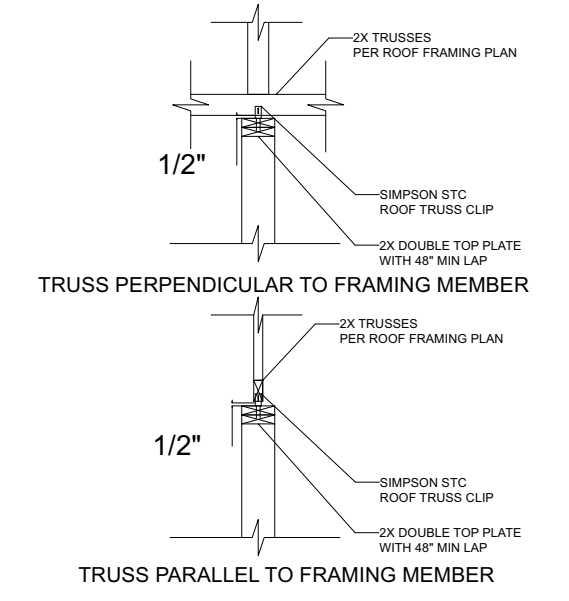 2X TRUSSES
PER ROOF FRAMING PLAN
1/2"
SIMPSON STC
ROOF TRUSS CLIP
2X DOUBLE TOP PLATE
WITH 48" MIN LAP
TRUSS PERPENDICULAR TO FRAMING MEMBER
2X TRUSSES
PER ROOF FRAMING PLAN
1/2"
SIMPSON STC
ROOF TRUSS CLIP
2X DOUBLE TOP PLATE
WITH 48" MIN LAP
TRUSS PARALLEL TO FRAMING MEMBER